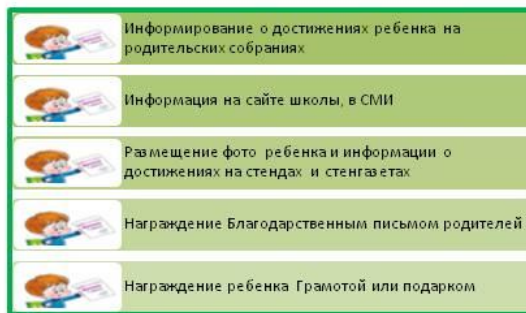 Информирование о достижениях ребенка на
родительских собраниях
Информация на сайте школы, в СМИ
Размещение фото ребенка и информации о
достижениях на стендах и стенгазетах
Награждение Благодарственным письмом родителей
Награждение ребенка Грамотой или подарком